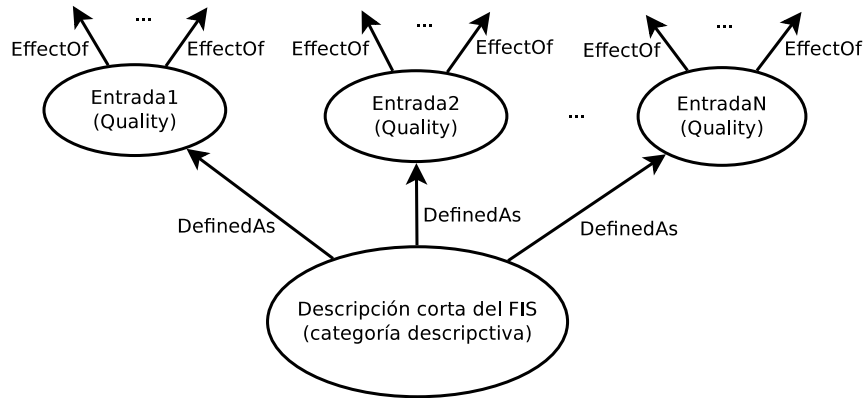 ...
...
...
EffectOf
EffectOf
EffectOf
EffectOf
EffectOf
EffectOf
Entrada1
(Quality)
Entrada2
(Quality)
...
EntradaN
(Quality)
DefinedAs
DefinedAs
DefinedAs
Descripción corta del FIS
(categoría descripctiva)